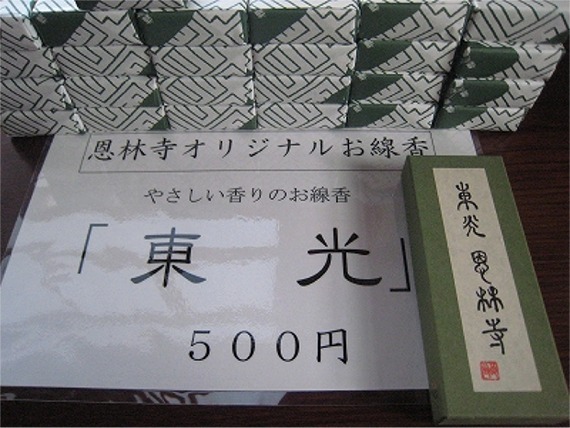 恩林寺オリジナルお線香
やさしい香りのお線香
「東 光」
５００円
東光 恩林寺